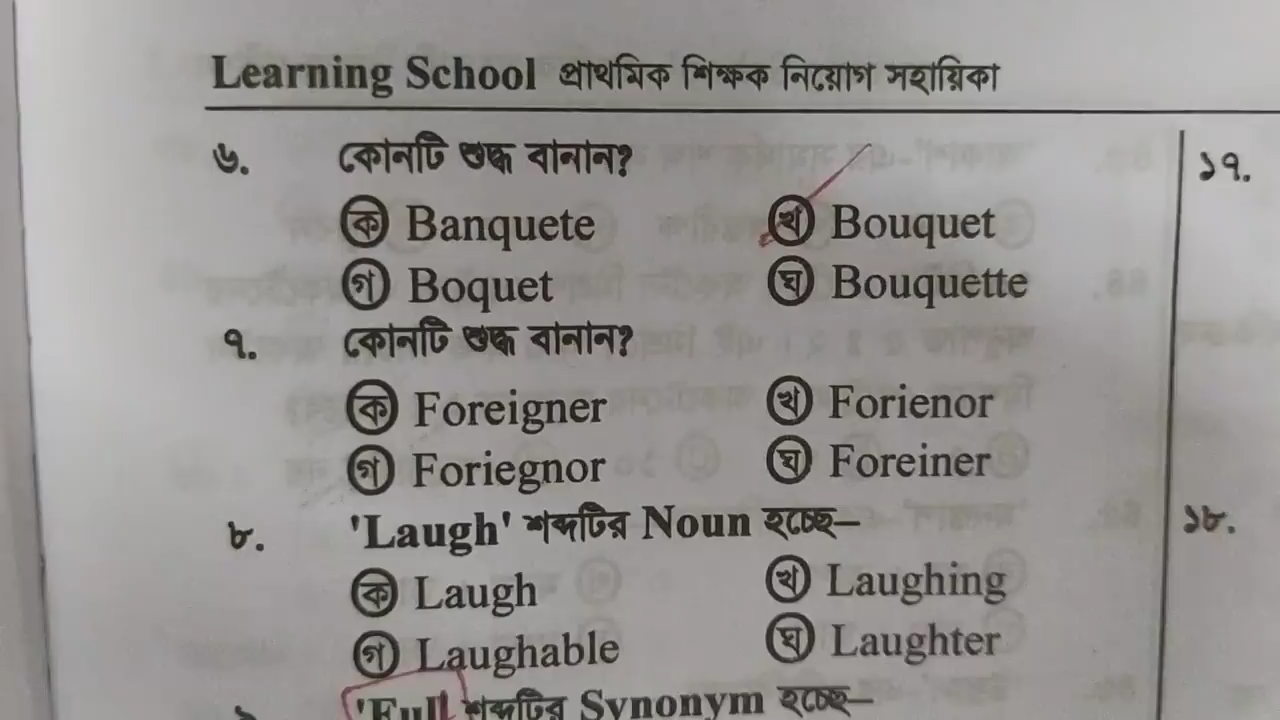 Learning School প্রাথমিক শিক্ষক নিয়োগ সহায়িকা
৬. কোনটি শুদ্ধ বানান?
ক Banquete খ Bouquet
গ Boquet ঘ Bouquette
৭. কোনটি শুদ্ধ বানান?
ক Foreigner খ Forienor
গ Foriegnor ঘ Foreiner
৮. 'Laugh' শব্দটির Noun হচ্ছে–
ক Laugh খ Laughing
গ Laughable ঘ Laughter
'Full শব্দটির Synonym হচ্ছে–
১৭.
১৮.